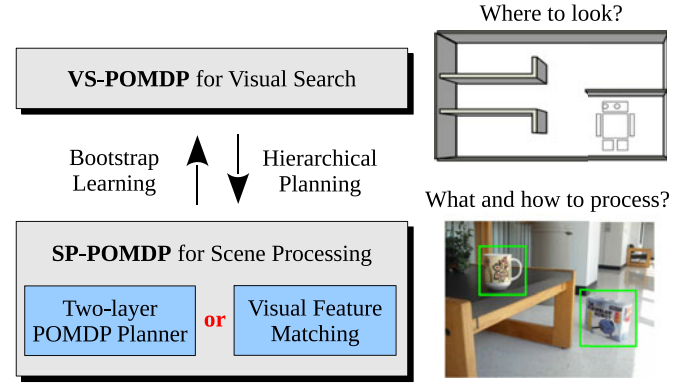 Where to look?
VS-POMDP for Visual Search
Bootstrap
Learning
Hierarchical
Planning
What and how to process?
SP-POMDP for Scene Processing
Two-layer
POMDP Planner
or
Visual Feature
Matching